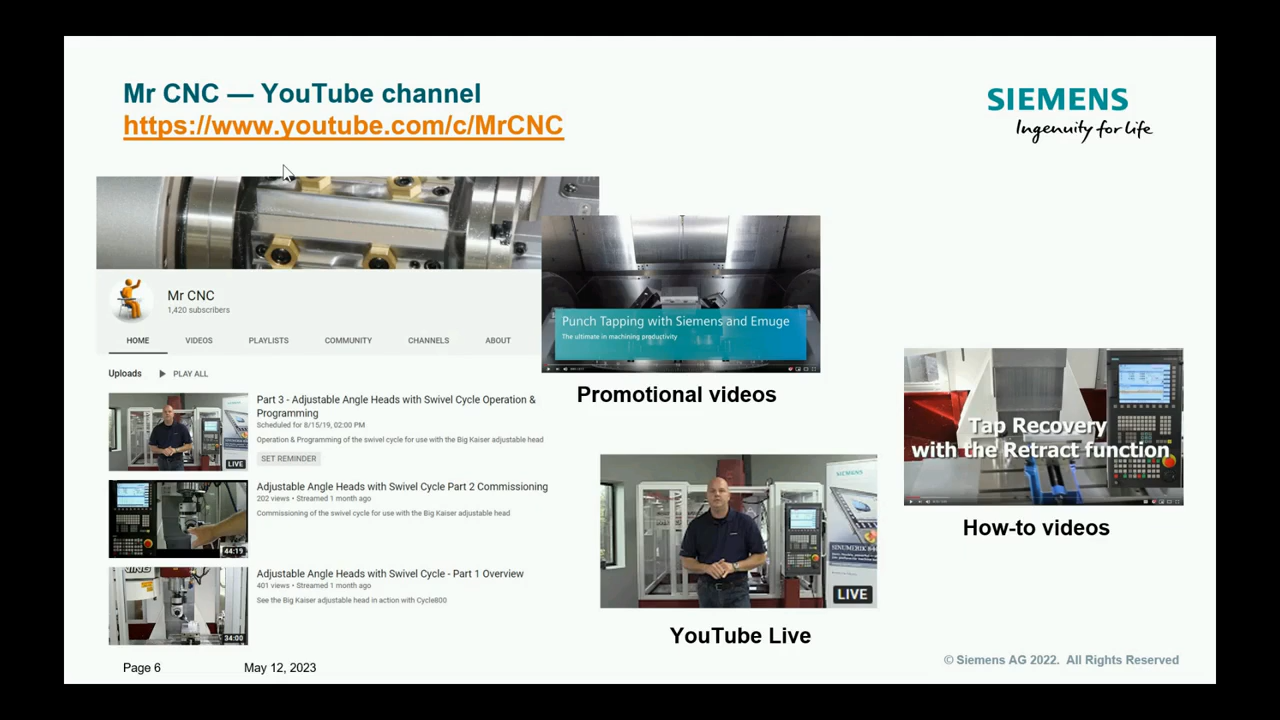 Mr CNC — YouTube channel
https://www.youtube.com/c/MrCNC
SIEMENS
Ingenuity for life
Mr CNC
1,420 subscribers
HOME VIDEOS PLAYLISTS COMMUNITY CHANNELS ABOUT
Uploads PLAY ALL
Part 3 - Adjustable Angle Heads with Swivel Cycle Operation &
Programming
Scheduled for 8/15/19, 02:00 PM
Operation & Programming of the swivel cycle for use with the Big Kaiser adjustable head
SET REMINDER
LIVE
Adjustable Angle Heads with Swivel Cycle Part 2 Commissioning
202 views • Streamed 1 month ago
Commissioning of the swivel cycle for use with the Big Kaiser adjustable head
44:19
Adjustable Angle Heads with Swivel Cycle - Part 1 Overview
401 views • Streamed 1 month ago
See the Big Kaiser adjustable head in action with Cycle800
34:00
Punch Tapping with Siemens and Emuge
The ultimate in machining productivity
Promotional videos
SIEMENS
SINUMERIK 840
LIVE
YouTube Live
Tap Recovery
with the Retract function
How-to videos
Page 6 May 12, 2023
© Siemens AG 2022. All Rights Reserved